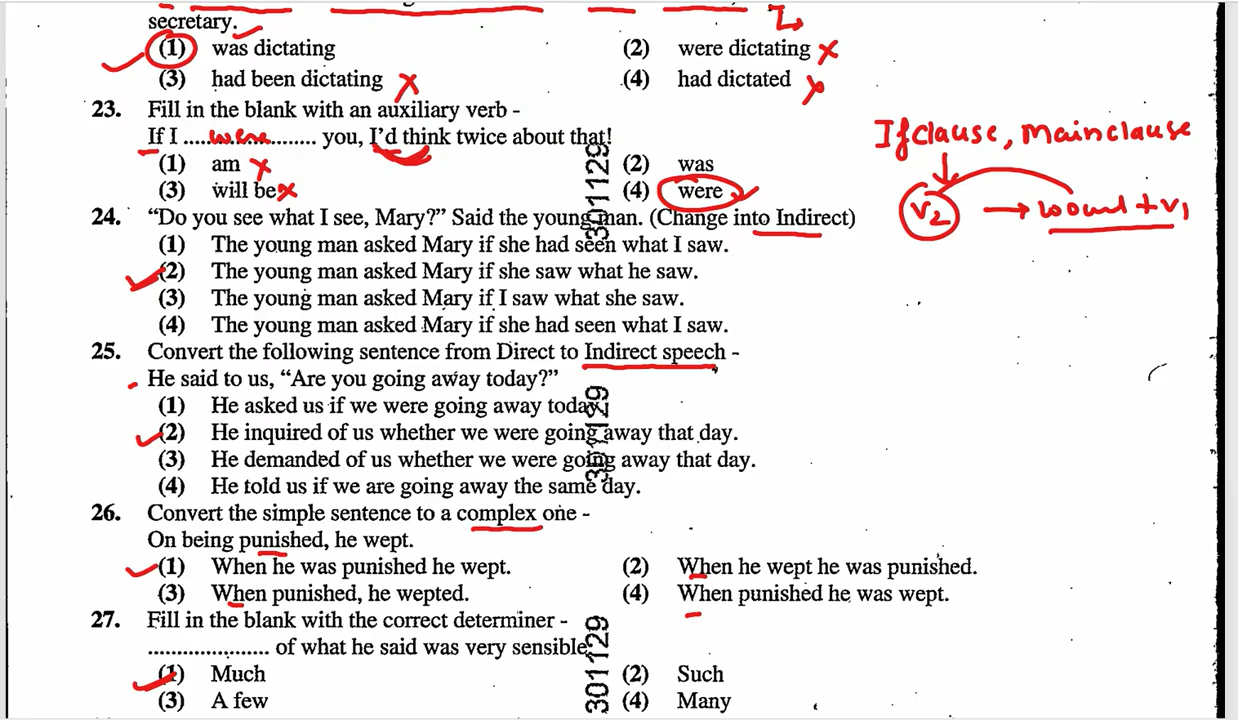 secretary.
(1) was dictating (2) were dictating
(3) had been dictating (4) had dictated
23. Fill in the blank with an auxiliary verb -
If I ......were............ you, I'd think twice about that!
(1) am (2) was
(3) will be (4) were
If clause, Main clause
V2 → would + V1
24. “Do you see what I see, Mary?” Said the young man. (Change into Indirect)
(1) The young man asked Mary if she had seen what I saw.
(2) The young man asked Mary if she saw what he saw.
(3) The young man asked Mary if I saw what she saw.
(4) The young man asked Mary if she had seen what I saw.
25. Convert the following sentence from Direct to Indirect speech -
He said to us, “Are you going away today?”
(1) He asked us if we were going away today.
(2) He inquired of us whether we were going away that day.
(3) He demanded of us whether we were going away that day.
(4) He told us if we are going away the same day.
26. Convert the simple sentence to a complex one -
On being punished, he wept.
(1) When he was punished he wept. (2) When he wept he was punished.
(3) When punished, he wepted. (4) When punished he was wept.
27. Fill in the blank with the correct determiner -
..................... of what he said was very sensible.
(1) Much (2) Such
(3) A few (4) Many
301129
301129
301129